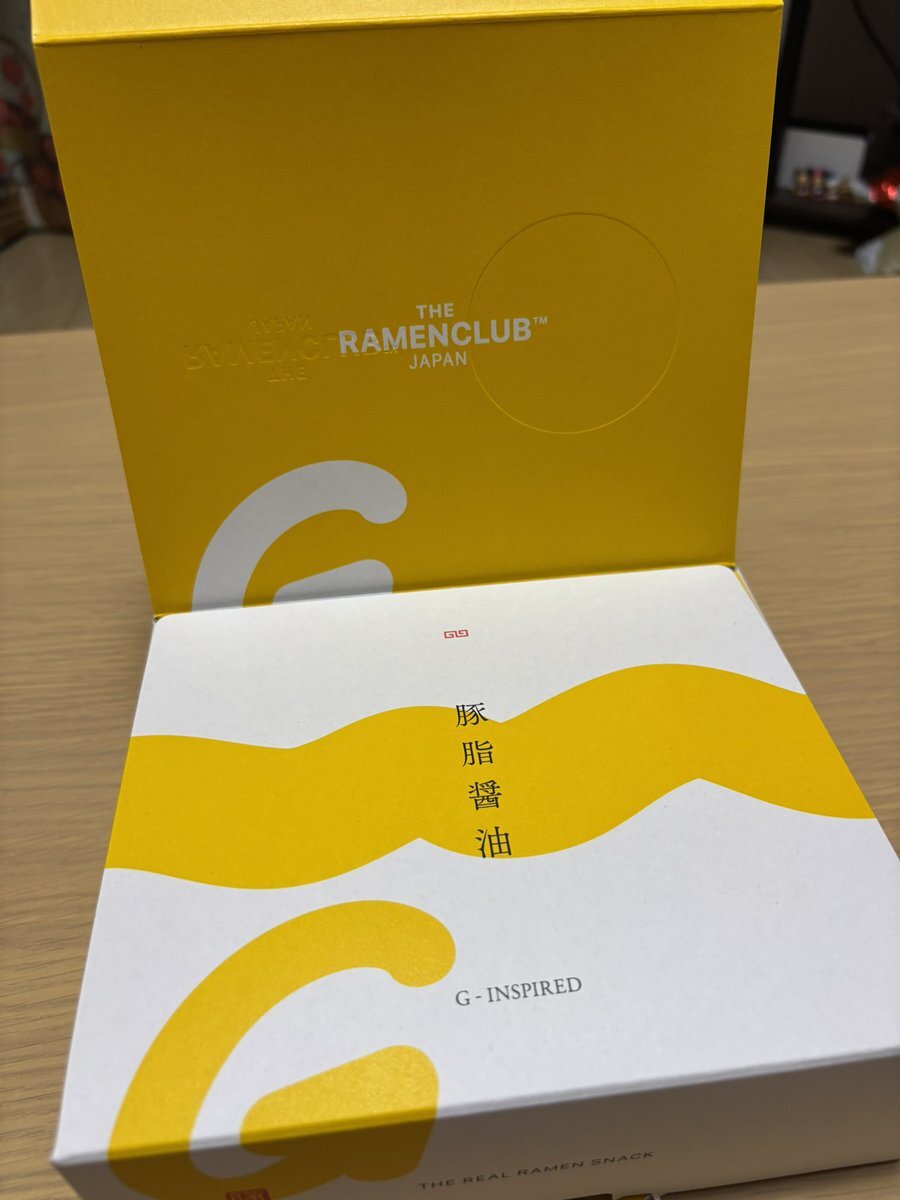 THE
RAMENCLUB™
JAPAN
G
豚脂醤油
G - INSPIRED
G
THE REAL RAMEN SNACK